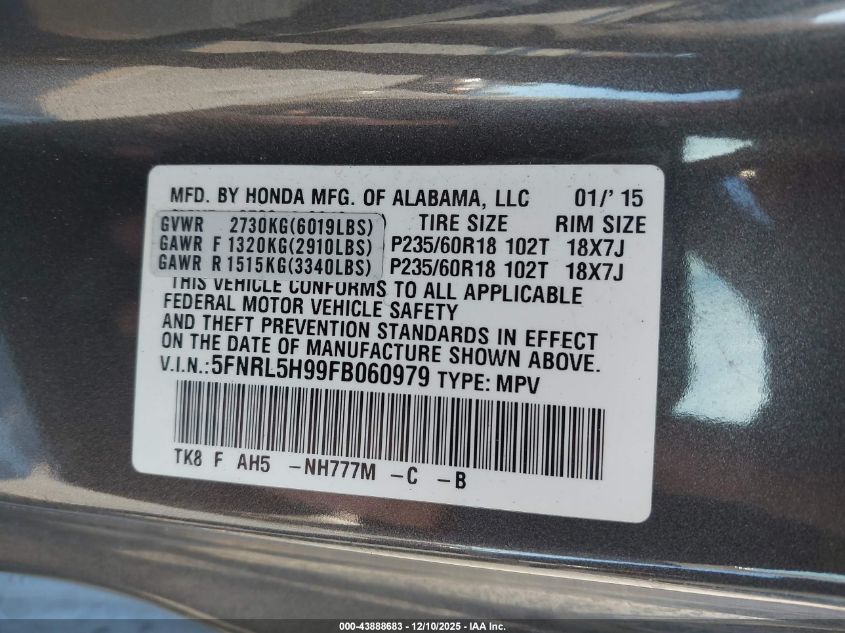 MFD. BY HONDA MFG. OF ALABAMA, LLC 01/' 15
GVWR 2730KG(6019LBS) TIRE SIZE RIM SIZE
GAWR F 1320KG(2910LBS) P235/60R18 102T 18X7J
GAWR R 1515KG(3340LBS) P235/60R18 102T 18X7J
THIS VEHICLE CONFORMS TO ALL APPLICABLE
FEDERAL MOTOR VEHICLE SAFETY
AND THEFT PREVENTION STANDARDS IN EFFECT
ON THE DATE OF MANUFACTURE SHOWN ABOVE.
V.I.N.:5FNRL5H99FB060979 TYPE: MPV
TK8 F AH5 -NH777M -C -B
000-43888683 - 12/10/2025 - IAA Inc.